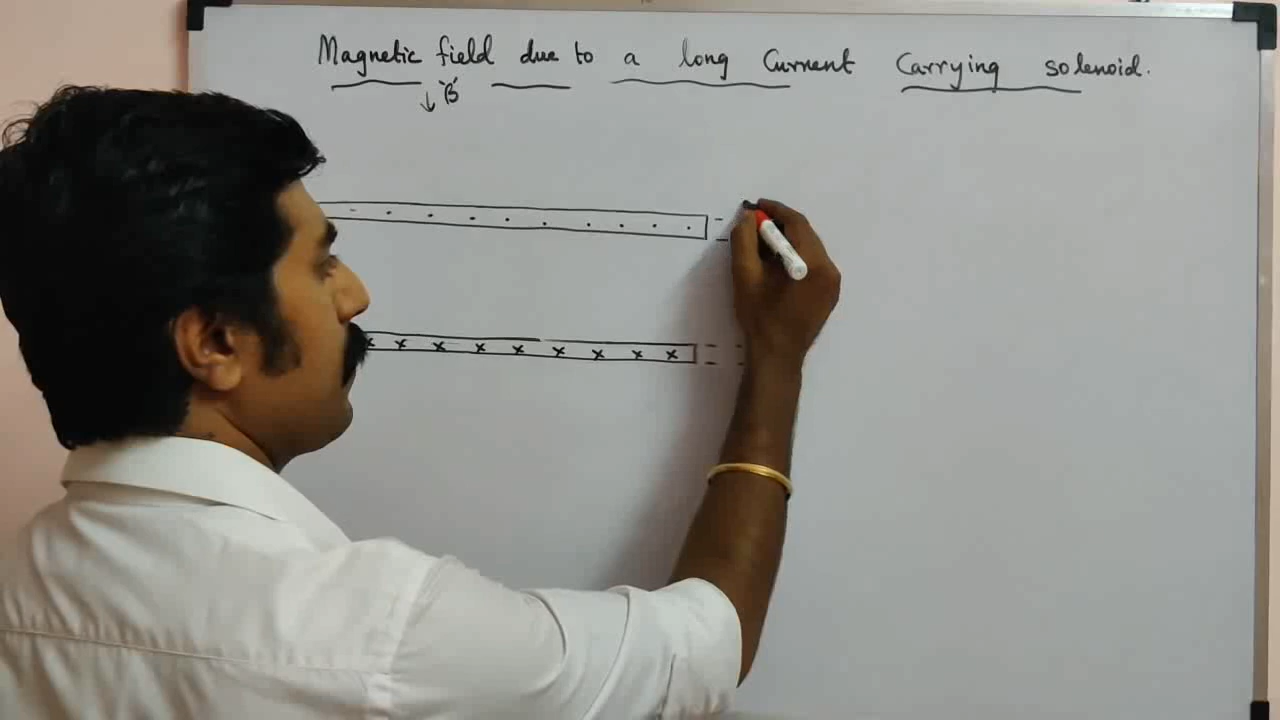 Magnetic field due to a long Current Carrying solenoid.
↓ B
. . . . . . . . .
x x x x x x x x x